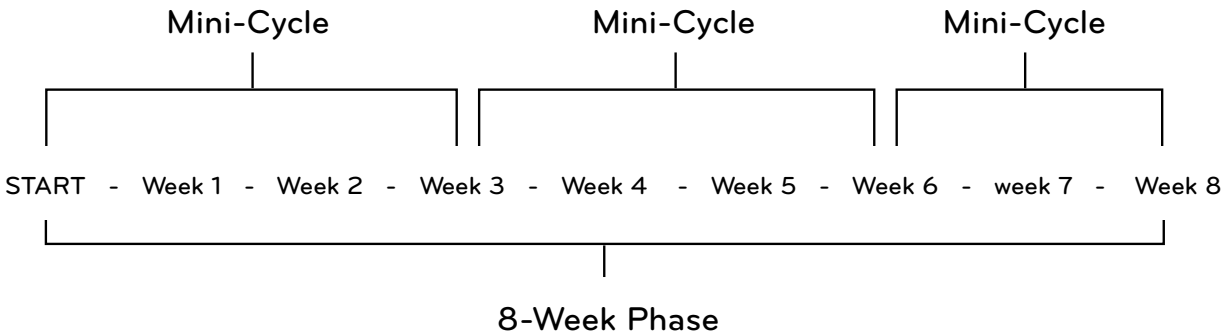 Mini-Cycle Mini-Cycle Mini-Cycle
START - Week 1 - Week 2 - Week 3 - Week 4 - Week 5 - Week 6 - week 7 - Week 8
8-Week Phase